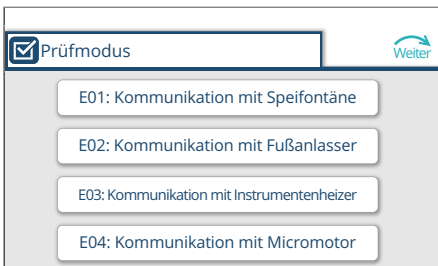 Prüfmodus
Weiter
E01: Kommunikation mit Speifontäne
E02: Kommunikation mit Fußanlasser
E03: Kommunikation mit Instrumentenheizer
E04: Kommunikation mit Micromotor